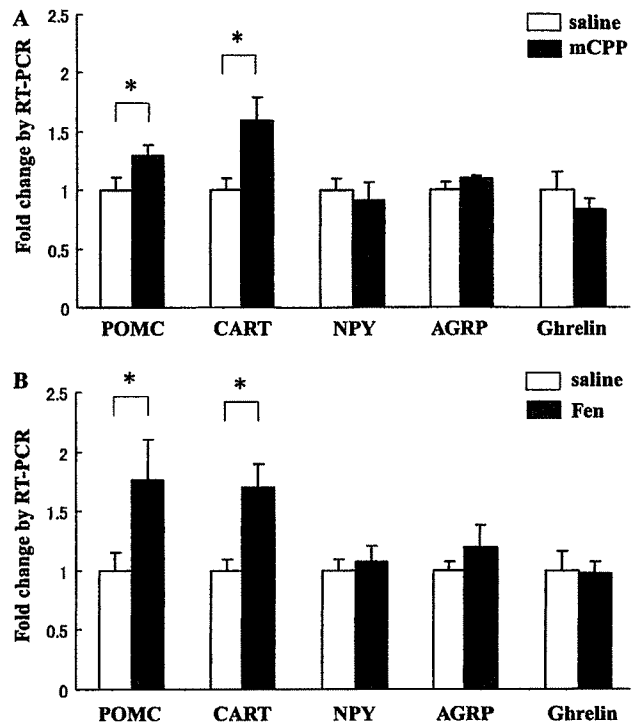 A
saline
mCPP
Fold change by RT-PCR
2.5
2
1.5
1
0.5
0
*
*
POMC CART NPY AGRP Ghrelin
B
saline
Fen
Fold change by RT-PCR
2.5
2
1.5
1
0.5
0
*
*
POMC CART NPY AGRP Ghrelin